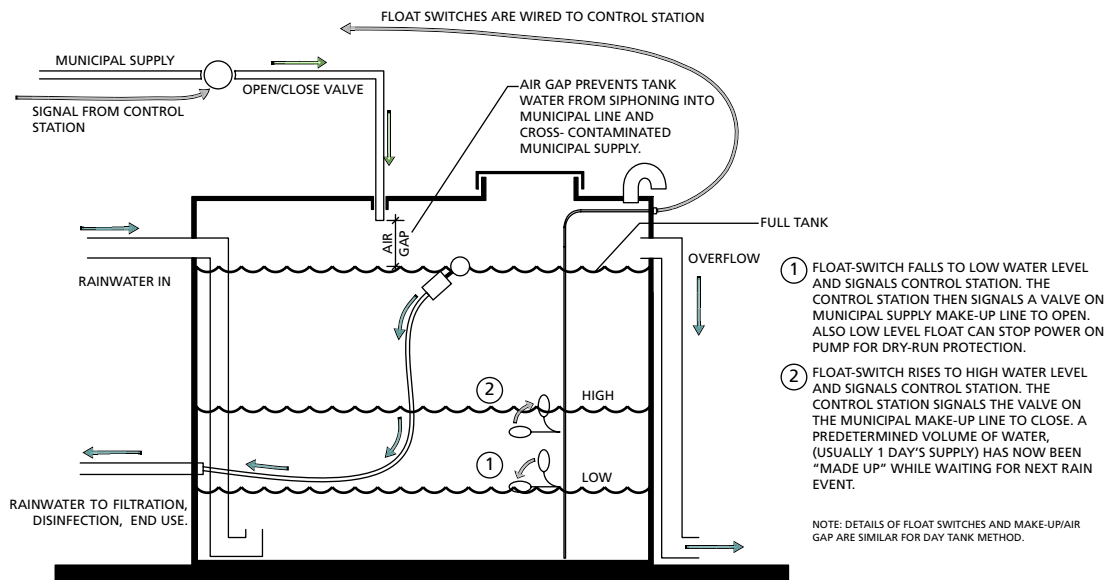 FLOAT SWITCHES ARE WIRED TO CONTROL STATION
MUNICIPAL SUPPLY
OPEN/CLOSE VALVE
SIGNAL FROM CONTROL
STATION
AIR GAP PREVENTS TANK
WATER FROM SIPHONING INTO
MUNICIPAL LINE AND
CROSS- CONTAMINATED
MUNICIPAL SUPPLY.
AIR
GAP
FULL TANK
RAINWATER IN
OVERFLOW
2
HIGH
1
LOW
RAINWATER TO FILTRATION,
DISINFECTION, END USE.
1
FLOAT-SWITCH FALLS TO LOW WATER LEVEL
AND SIGNALS CONTROL STATION. THE
CONTROL STATION THEN SIGNALS A VALVE ON
MUNICIPAL SUPPLY MAKE-UP LINE TO OPEN.
ALSO LOW LEVEL FLOAT CAN STOP POWER ON
PUMP FOR DRY-RUN PROTECTION.
2
FLOAT-SWITCH RISES TO HIGH WATER LEVEL
AND SIGNALS CONTROL STATION. THE
CONTROL STATION SIGNALS THE VALVE ON
THE MUNICIPAL MAKE-UP LINE TO CLOSE. A
PREDETERMINED VOLUME OF WATER,
(USUALLY 1 DAY’S SUPPLY) HAS NOW BEEN
“MADE UP” WHILE WAITING FOR NEXT RAIN
EVENT.
NOTE: DETAILS OF FLOAT SWITCHES AND MAKE-UP/AIR
GAP ARE SIMILAR FOR DAY TANK METHOD.